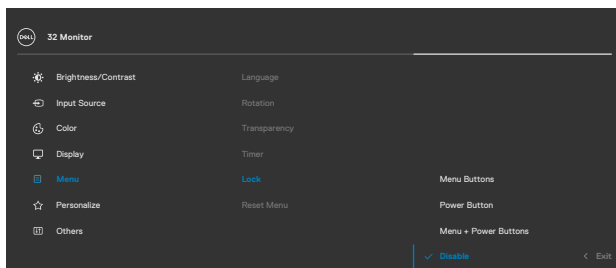 DELL 32 Monitor
Brightness/Contrast Language
Input Source Rotation
Color Transparency
Display Timer
Menu Lock Menu Buttons
Personalize Reset Menu Power Button
Others Menu + Power Buttons
Disable Exit